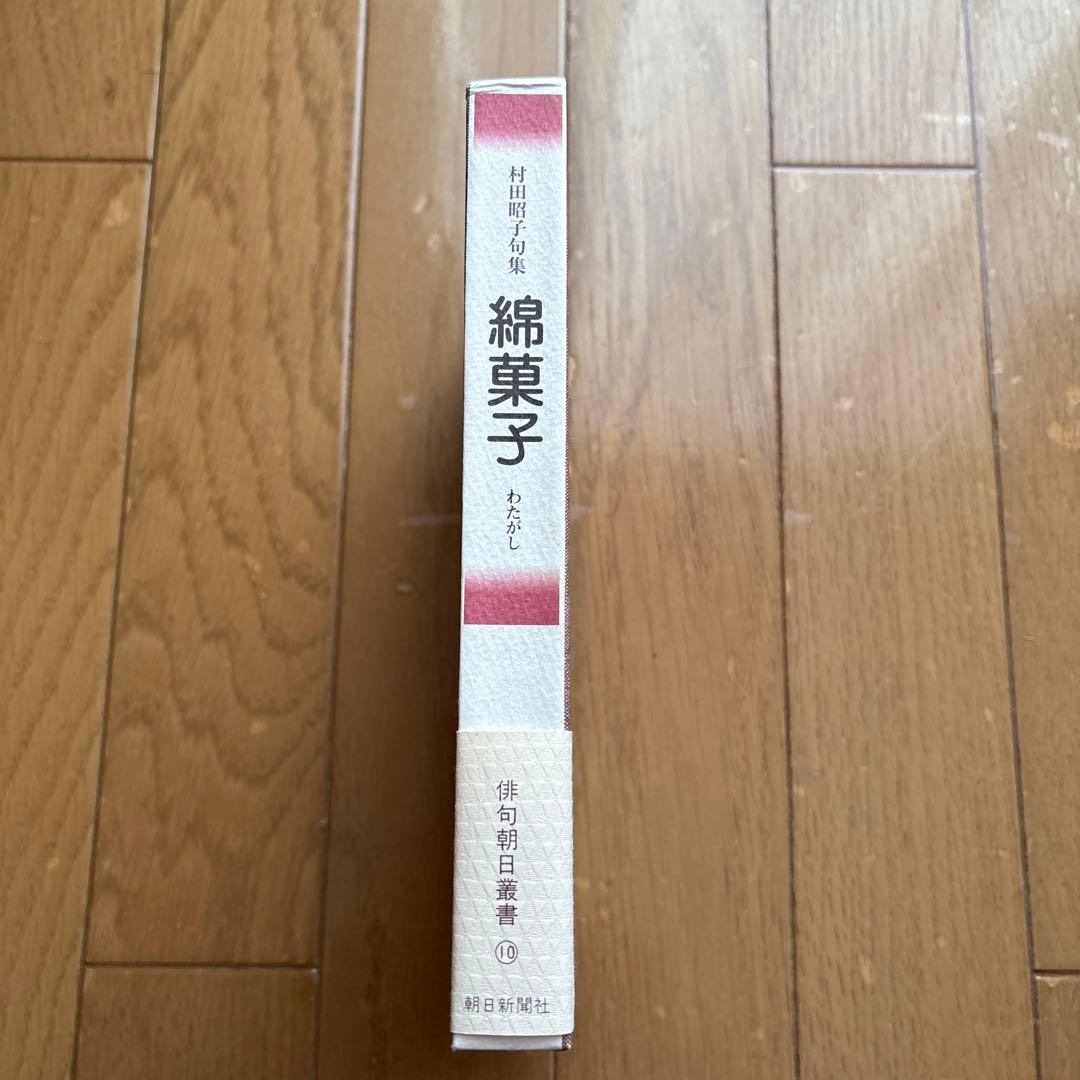 村田昭子句集
綿菓子
わたがし
俳句朝日叢書
⑩
朝日新聞社